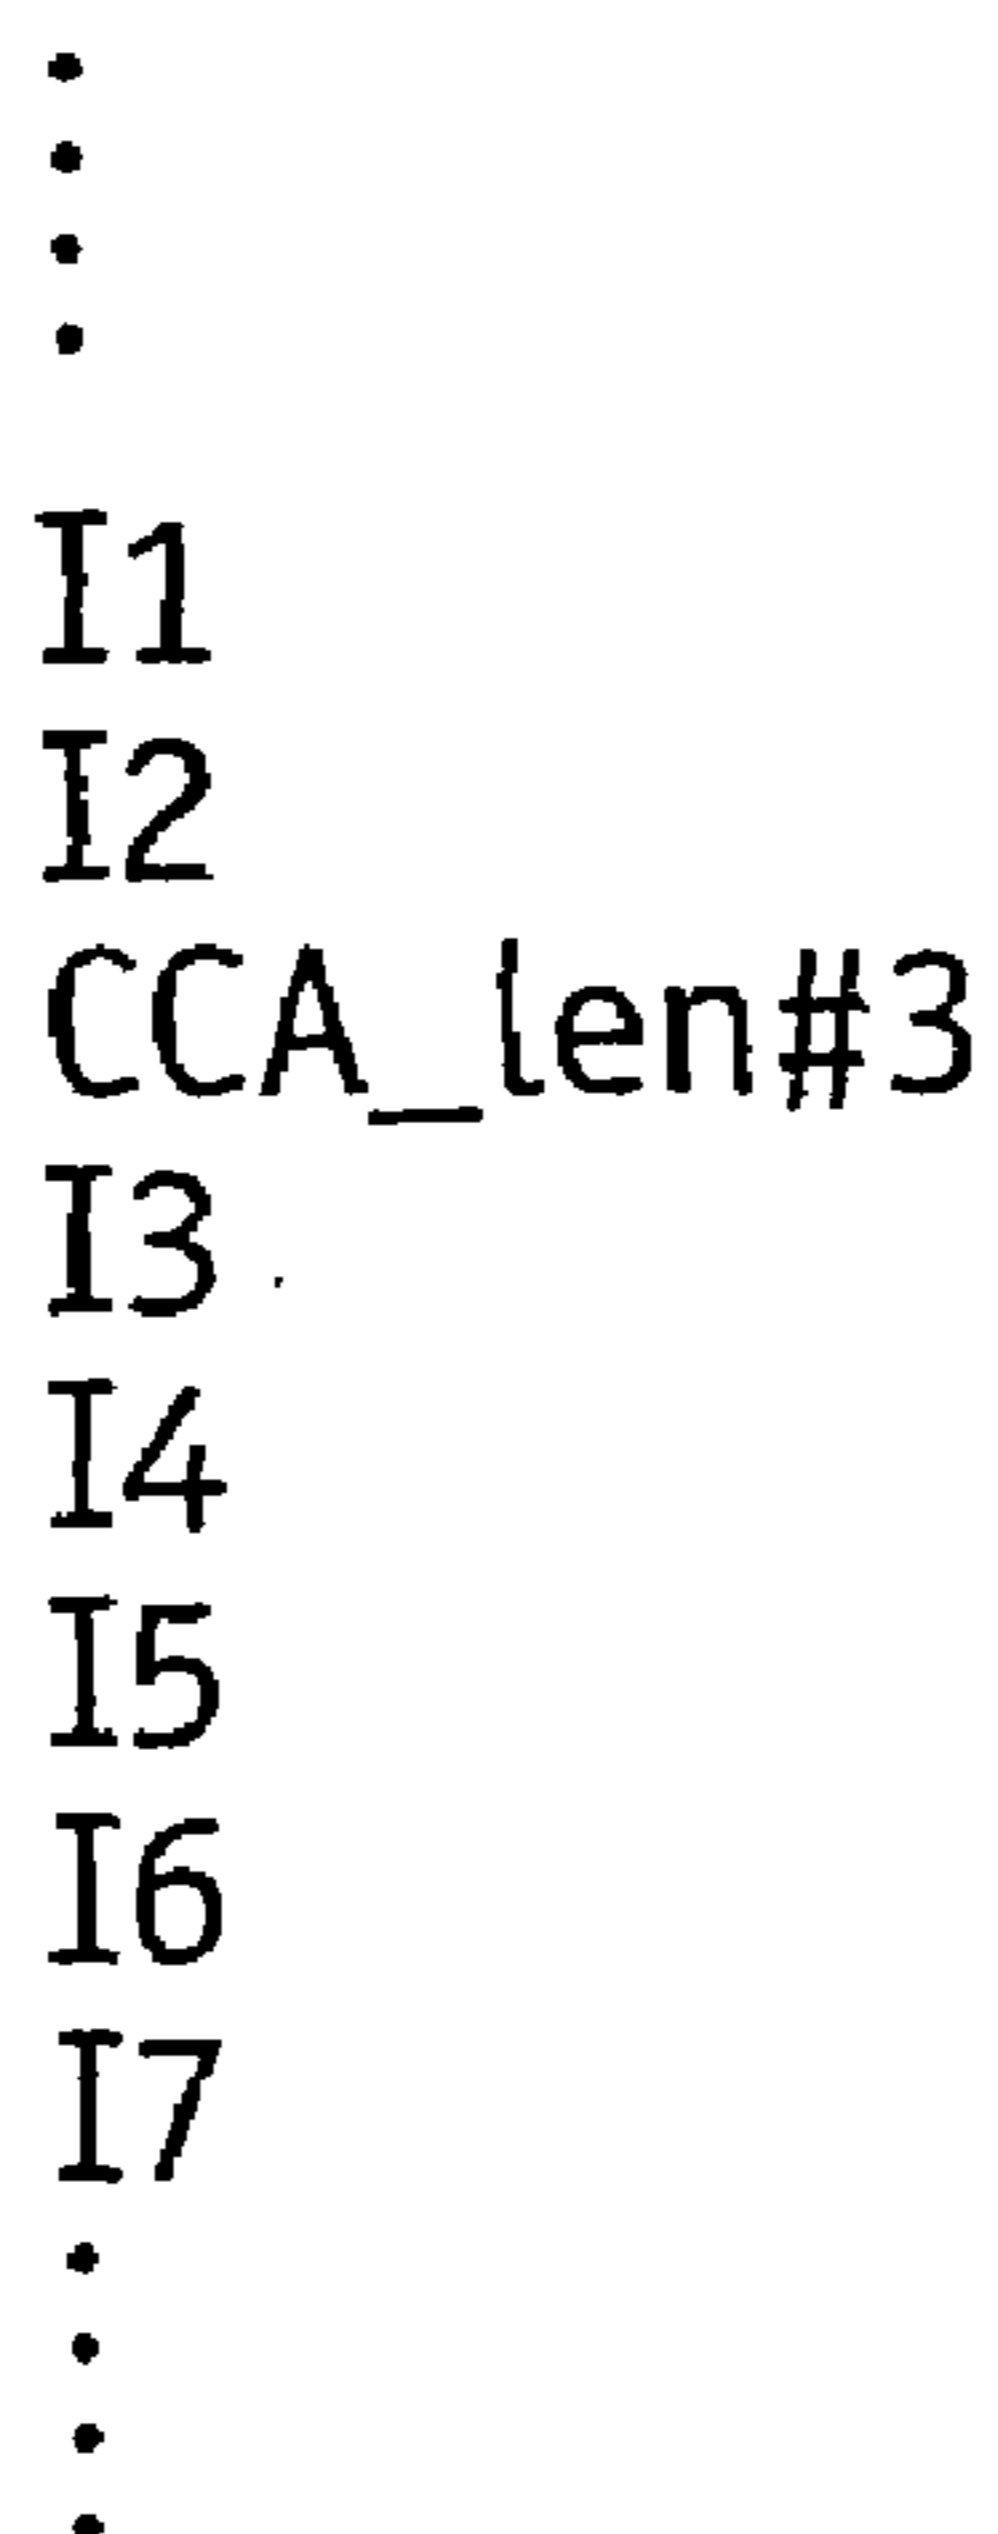 .
.
.
.
I1
I2
CCA_len#3
I3
I4
I5
I6
I7
.
.
.
.